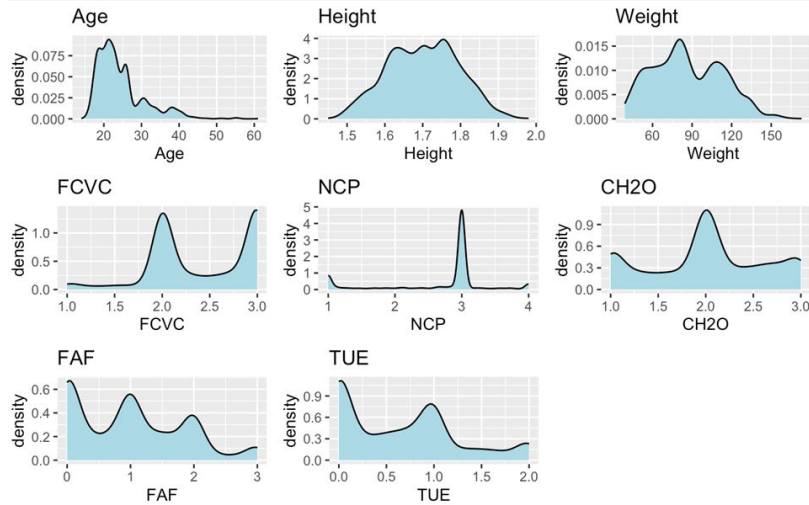 Age
density
0.075
0.050
0.025
0.000
20 30 40 50 60
Age
Height
density
4
3
2
1
0
1.5 1.6 1.7 1.8 1.9 2.0
Height
Weight
density
0.015
0.010
0.005
0.000
60 90 120 150
Weight
FCVC
density
1.0
0.5
0.0
1.0 1.5 2.0 2.5 3.0
FCVC
NCP
density
5
4
3
2
1
0
1 2 3 4
NCP
CH2O
density
0.9
0.6
0.3
0.0
1.0 1.5 2.0 2.5 3.0
CH2O
FAF
density
0.6
0.4
0.2
0.0
0 1 2 3
FAF
TUE
density
0.9
0.6
0.3
0.0
0.0 0.5 1.0 1.5 2.0
TUE